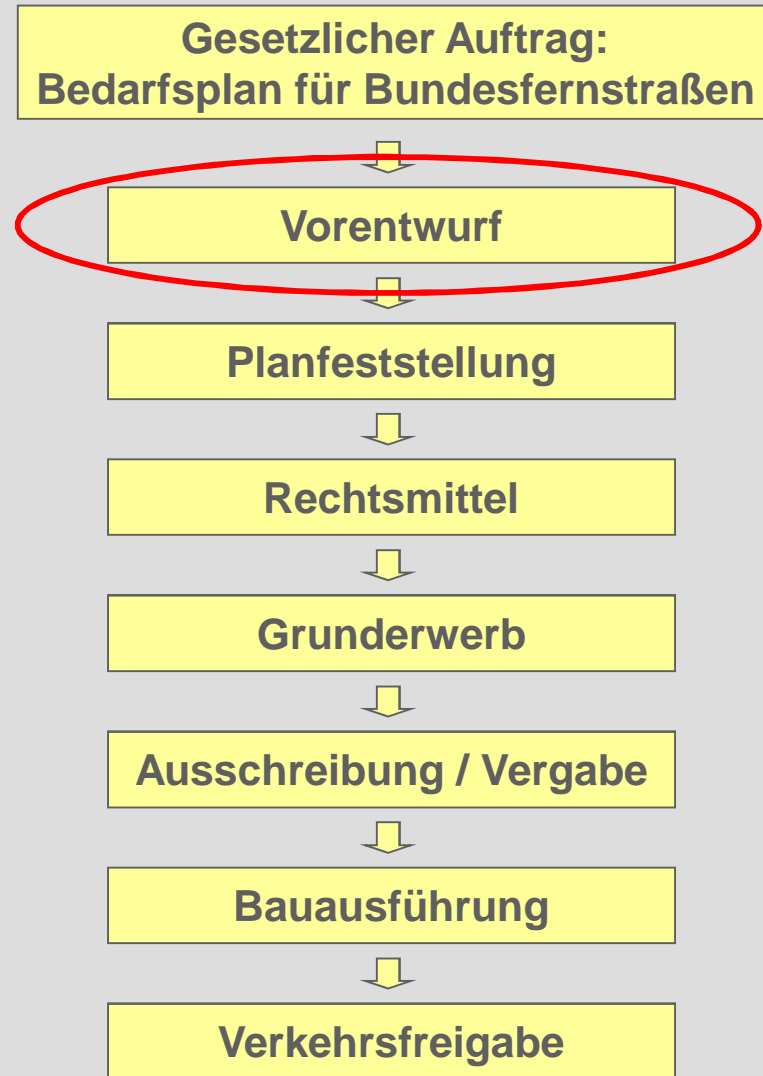 Gesetzlicher Auftrag:
Bedarfsplan für Bundesfernstraßen
Vorentwurf
Planfeststellung
Rechtsmittel
Grunderwerb
Ausschreibung / Vergabe
Bauausführung
Verkehrsfreigabe